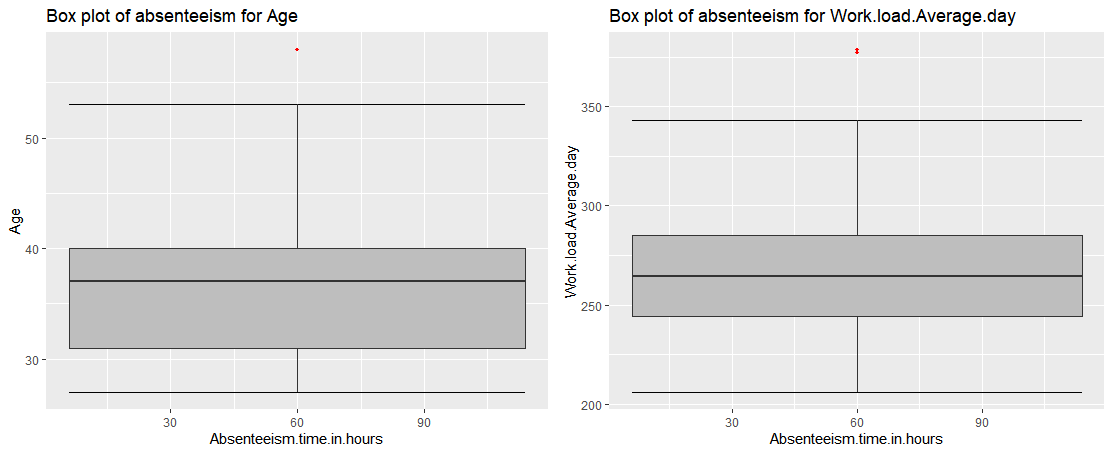 Box plot of absenteeism for Age
50
40
30
Age
30 60 90
Absenteeism.time.in.hours
Box plot of absenteeism for Work.load.Average.day
350
300
250
200
Work.load.Average.day
30 60 90
Absenteeism.time.in.hours